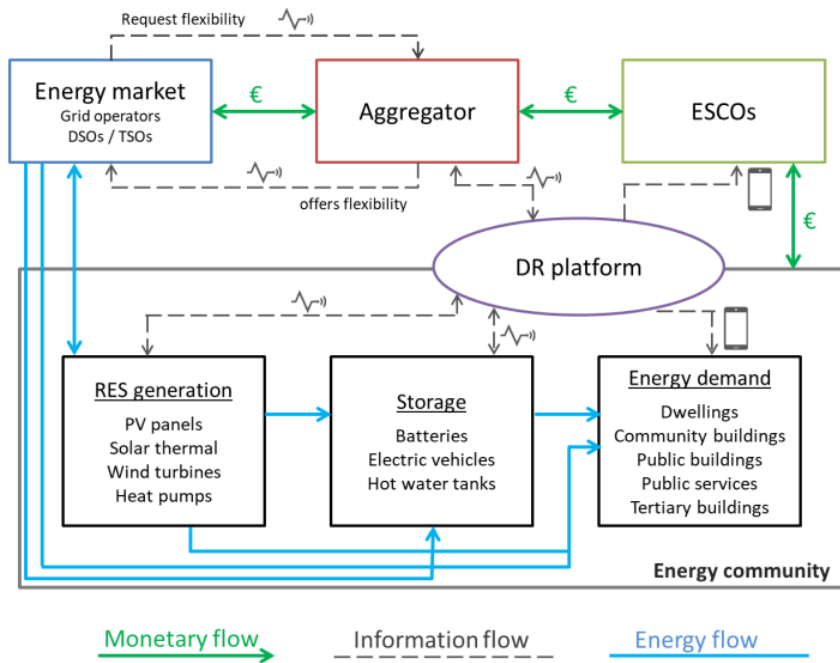 Request flexibility
Energy market
Grid operators
DSOs / TSOs
€
Aggregator
€
ESCOs
offers flexibility
€
DR platform
RES generation
PV panels
Solar thermal
Wind turbines
Heat pumps
Storage
Batteries
Electric vehicles
Hot water tanks
Energy demand
Dwellings
Community buildings
Public buildings
Public services
Tertiary buildings
Energy community
Monetary flow
Information flow
Energy flow